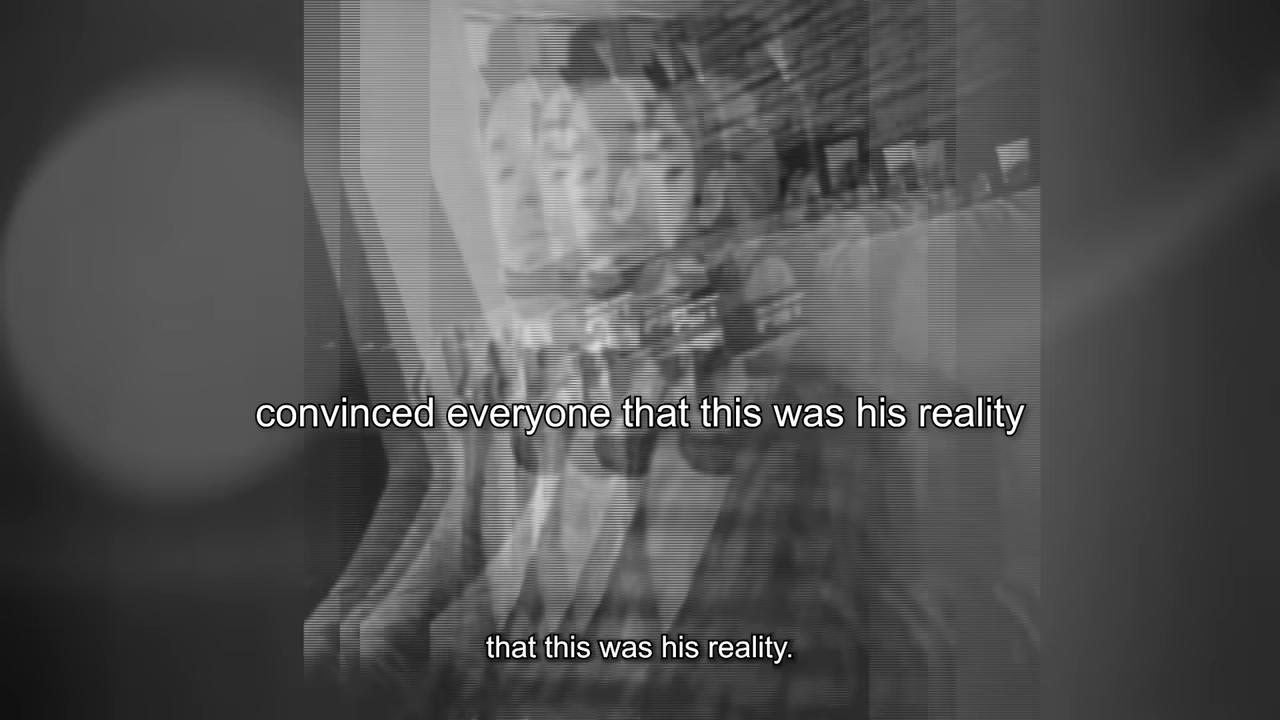 convinced everyone that this was his reality
that this was his reality.